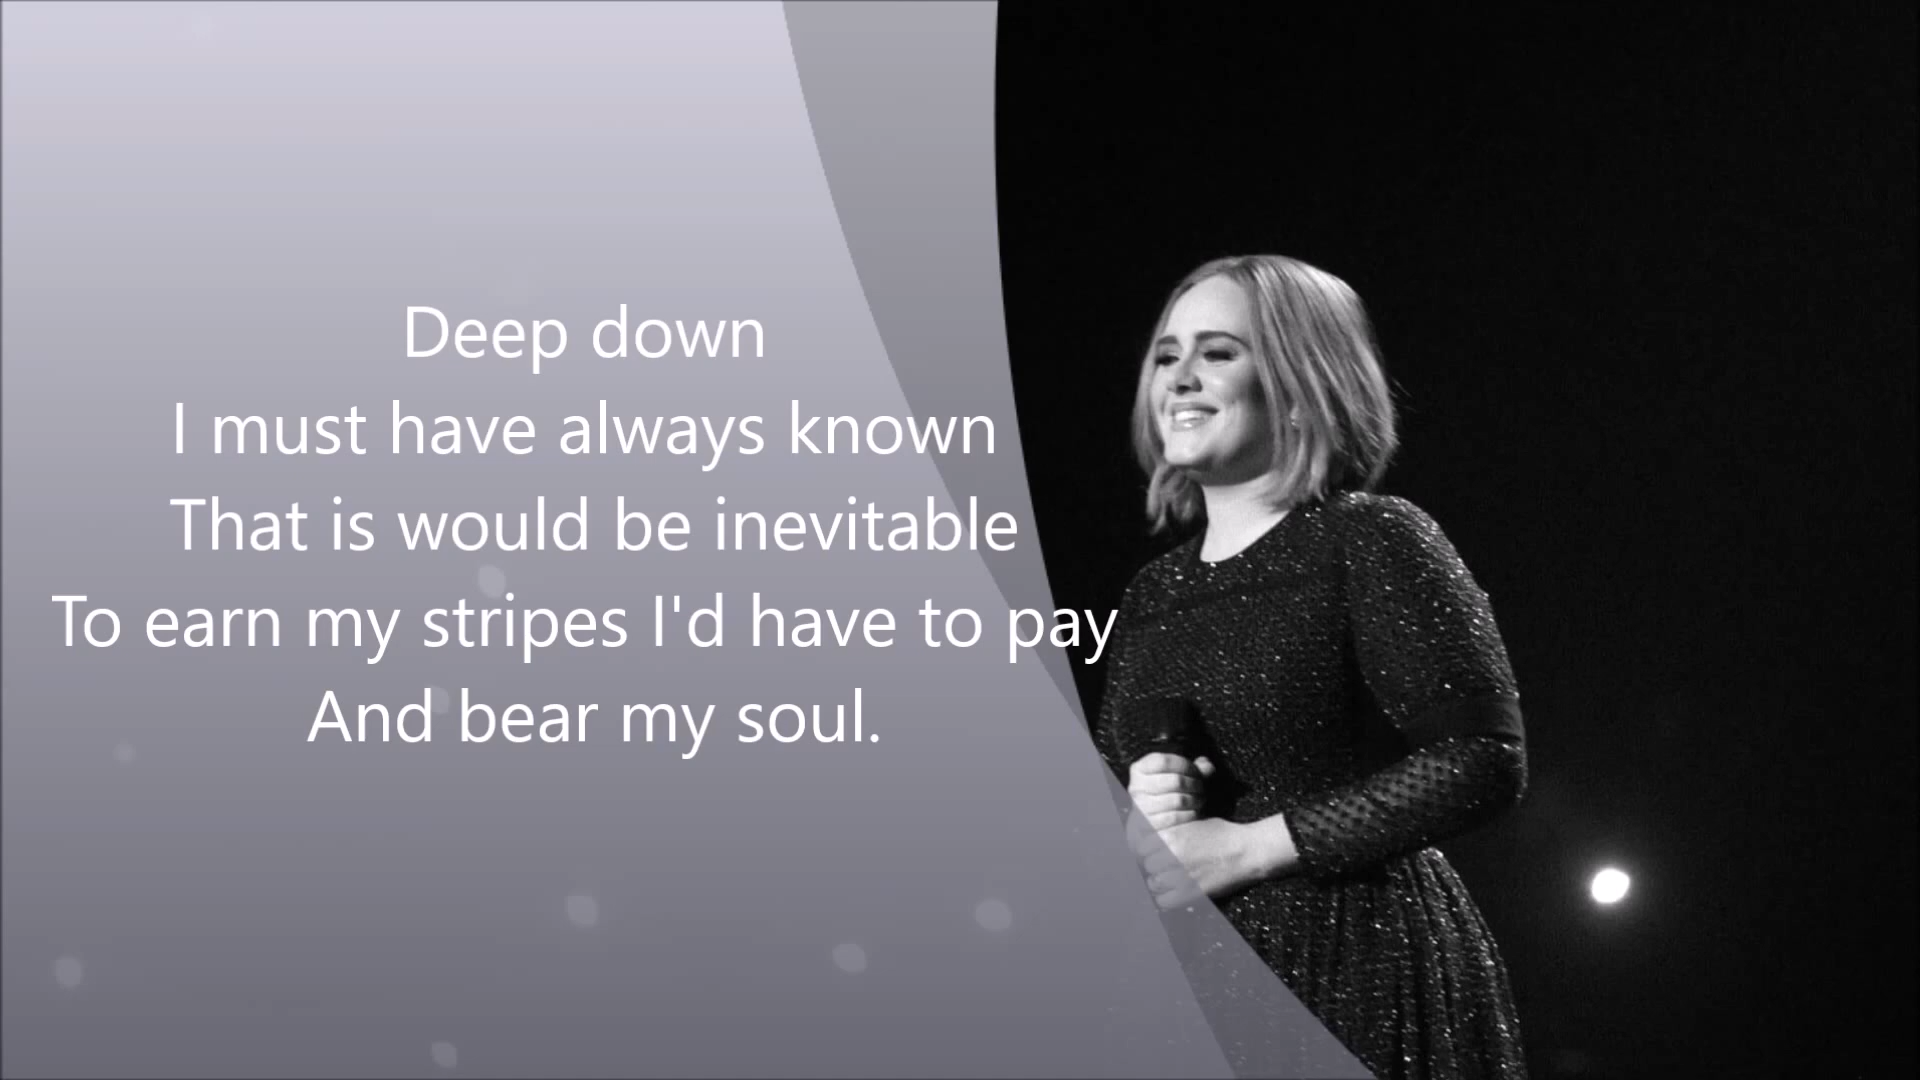 Deep down
I must have always known
That is would be inevitable
To earn my stripes I'd have to pay
And bear my soul.